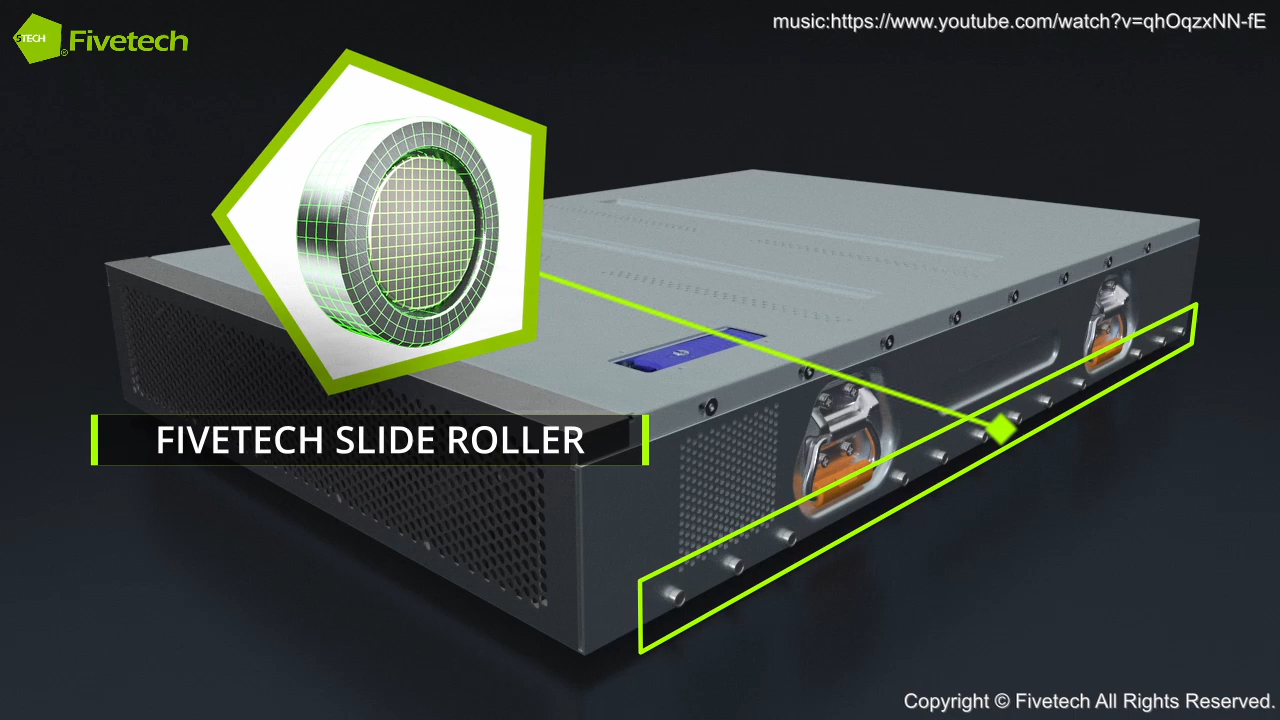 5TECH
® Fivetech
music:https://www.youtube.com/watch?v=qhOqzxNN-fE
FIVETECH SLIDE ROLLER
Copyright © Fivetech All Rights Reserved.